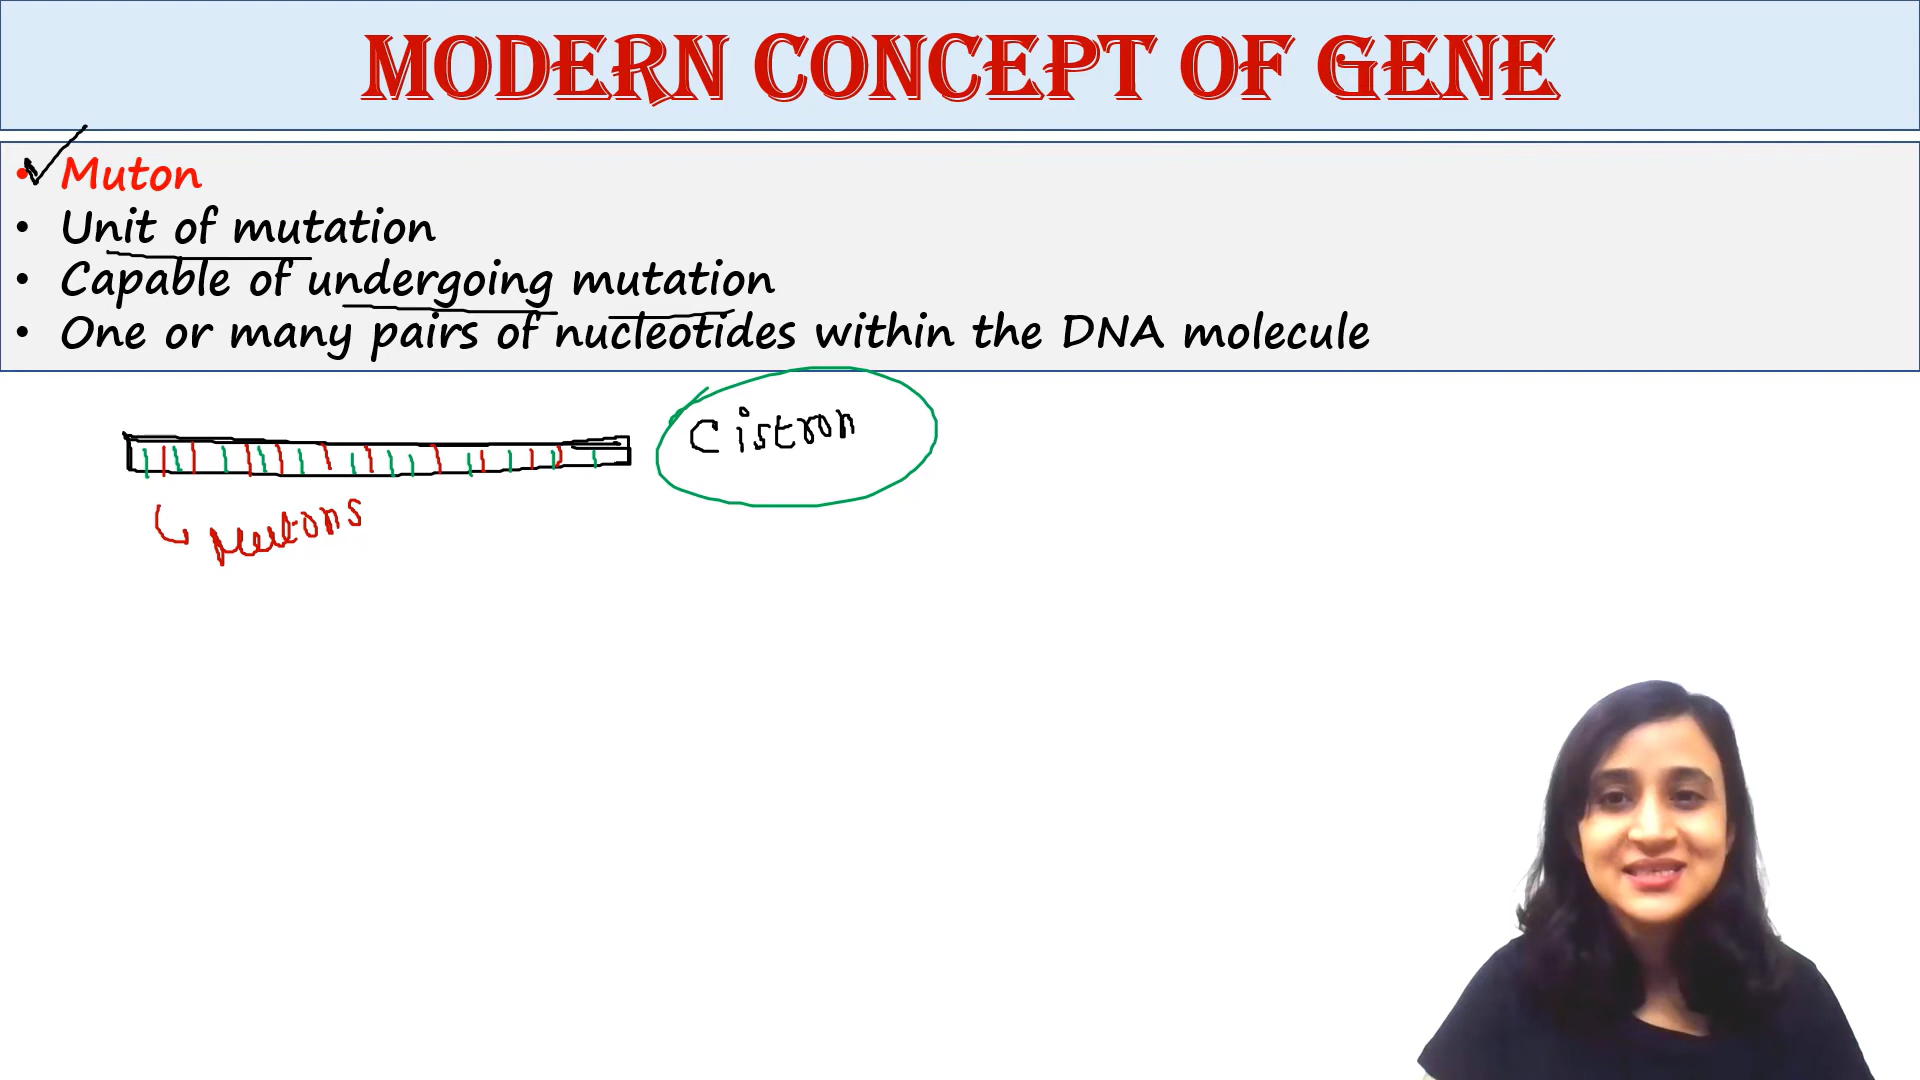 MODERN CONCEPT OF GENE
• Muton
• Unit of mutation
• Capable of undergoing mutation
• One or many pairs of nucleotides within the DNA molecule
Cistron
Mutons